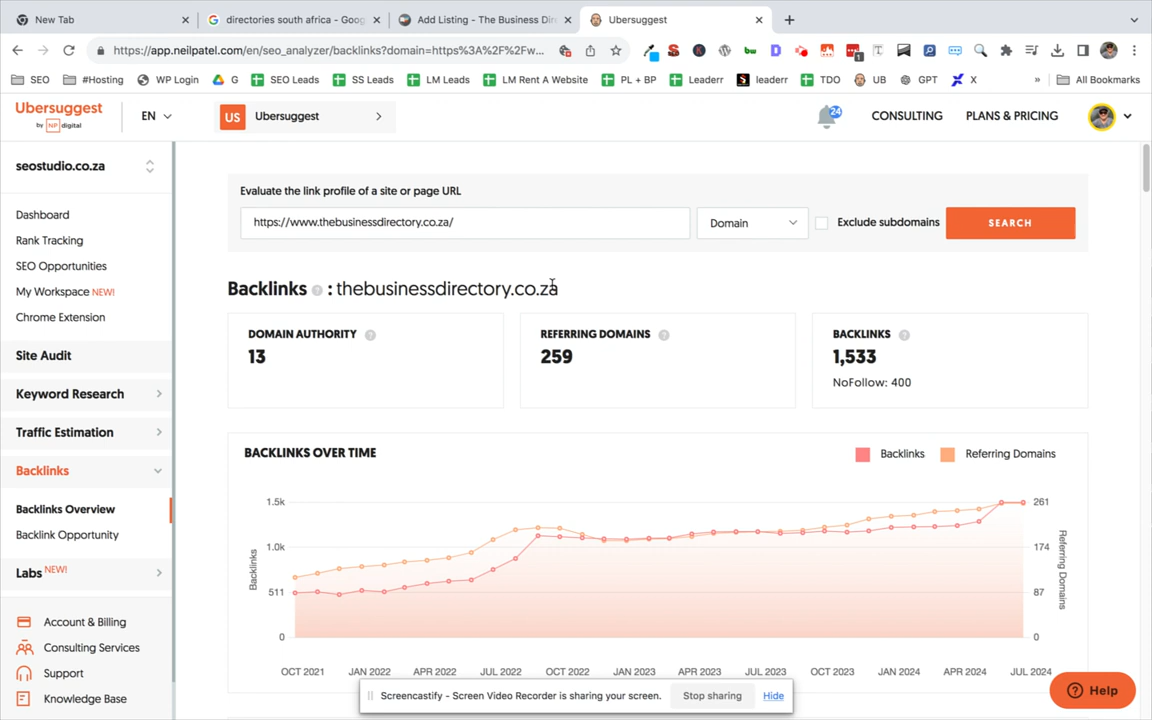 New Tab
directories south africa - Goog
Add Listing - The Business Dir
Ubersuggest
https://app.neilpatel.com/en/seo_analyzer/backlinks?domain=https%3A%2F%2Fw...
SEO
#Hosting
WP Login
G
SEO Leads
SS Leads
LM Leads
LM Rent A Website
PL + BP
Leaderr
leaderr
TDO
UB
GPT
X
»
All Bookmarks
Ubersuggest
by NP digital
EN
US
Ubersuggest
24
CONSULTING
PLANS & PRICING
seostudio.co.za
Dashboard
Rank Tracking
SEO Opportunities
My Workspace NEW!
Chrome Extension
Site Audit
Keyword Research
Traffic Estimation
Backlinks
Backlinks Overview
Backlink Opportunity
Labs NEW!
Account & Billing
Consulting Services
Support
Knowledge Base
Evaluate the link profile of a site or page URL
https://www.thebusinessdirectory.co.za/
Domain
Exclude subdomains
SEARCH
Backlinks ? : thebusinessdirectory.co.za
DOMAIN AUTHORITY ?
13
REFERRING DOMAINS ?
259
BACKLINKS ?
1,533
NoFollow: 400
BACKLINKS OVER TIME
Backlinks
Referring Domains
1.5k
1.0k
511
0
Backlinks
261
174
87
0
Referring Domains
OCT 2021
JAN 2022
APR 2022
JUL 2022
OCT 2022
JAN 2023
APR 2023
JUL 2023
OCT 2023
JAN 2024
APR 2024
JUL 2024
Screencastify - Screen Video Recorder is sharing your screen.
Stop sharing
Hide
? Help